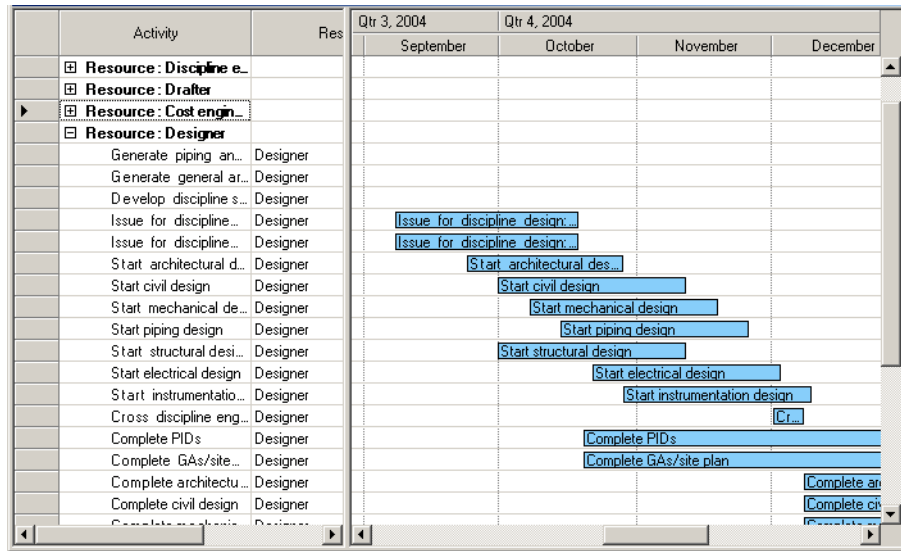 Activity Res Qtr 3, 2004 Qtr 4, 2004
September October November December
Resource : Discipline e...
Resource : Drafter
Resource : Cost engin...
Resource : Designer
Generate piping an... Designer
Generate general ar... Designer
Develop discipline s... Designer
Issue for discipline... Designer Issue for discipline design:...
Issue for discipline... Designer Issue for discipline design:...
Start architectural d... Designer Start architectural des...
Start civil design Designer Start civil design
Start mechanical de... Designer Start mechanical design
Start piping design Designer Start piping design
Start structural desi... Designer Start structural design
Start electrical design Designer Start electrical design
Start instrumentatio... Designer Start instrumentation design
Cross discipline eng... Designer Cr...
Complete PIDs Designer Complete PIDs
Complete GAs/site... Designer Complete GAs/site plan
Complete architectu... Designer Complete arc
Complete civil design Designer Complete civ